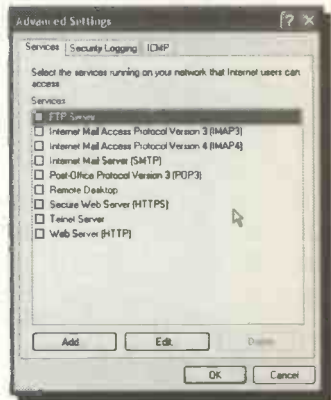 Advanced Settings
Services Security Logging ICMP
Select the services running on your network that Internet users can
access
Services
FTP Server
Internet Mail Access Protocol Version 3 (IMAP3)
Internet Mail Access Protocol Version 4 (IMAP4)
Internet Mail Server (SMTP)
Post-Office Protocol Version 3 (POP3)
Remote Desktop
Secure Web Server (HTTPS)
Telnet Server
Web Server (HTTP)
Add
Edit
Delete
OK Cancel